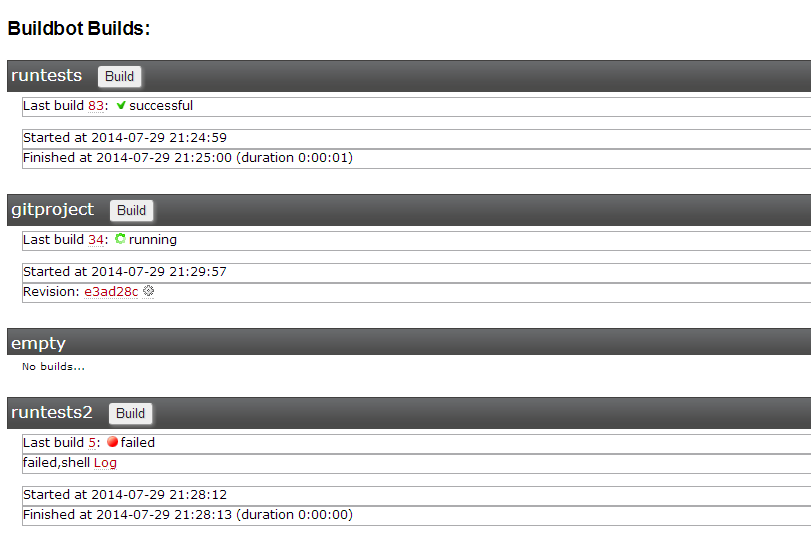 Buildbot Builds:
runtests Build
Last build 83: successful
Started at 2014-07-29 21:24:59
Finished at 2014-07-29 21:25:00 (duration 0:00:01)
gitproject Build
Last build 34: running
Started at 2014-07-29 21:29:57
Revision: e3ad28c
empty
No builds...
runtests2 Build
Last build 5: failed
failed,shell Log
Started at 2014-07-29 21:28:12
Finished at 2014-07-29 21:28:13 (duration 0:00:00)